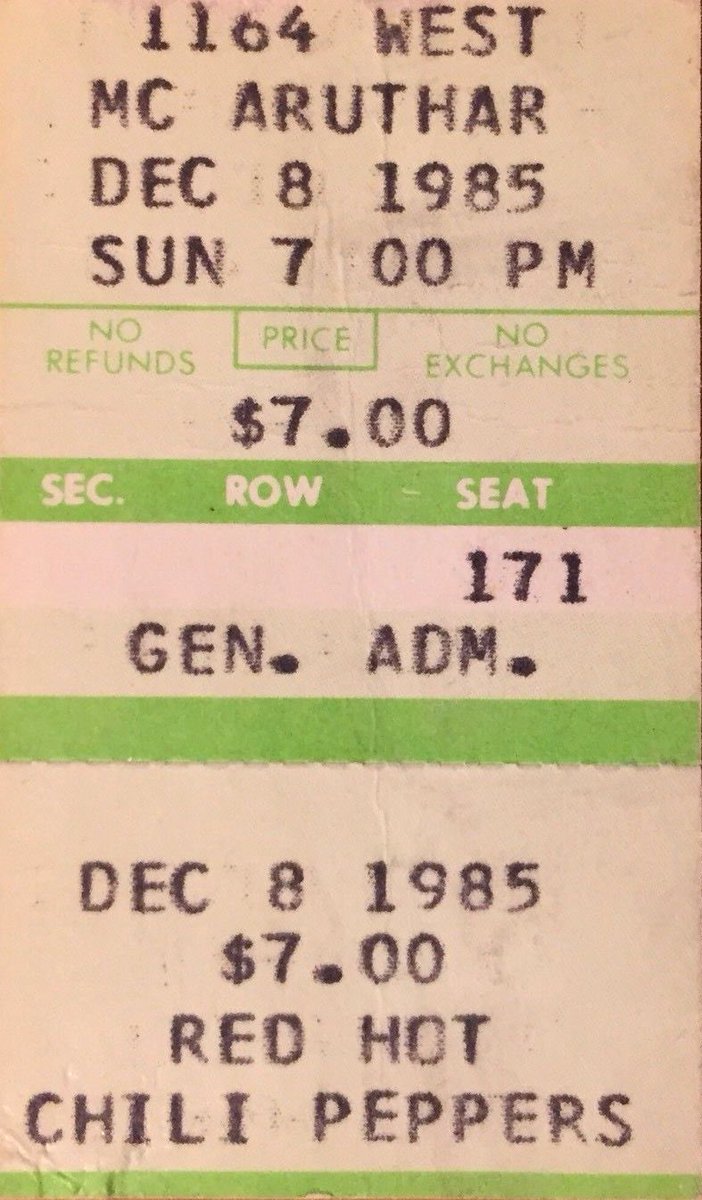 1164 WEST
MC ARUTHAR
DEC 8 1985
SUN 7 00 PM
NO REFUNDS PRICE NO EXCHANGES
$7.00
SEC. ROW SEAT
171
GEN. ADM.
DEC 8 1985
$7.00
RED HOT
CHILI PEPPERS